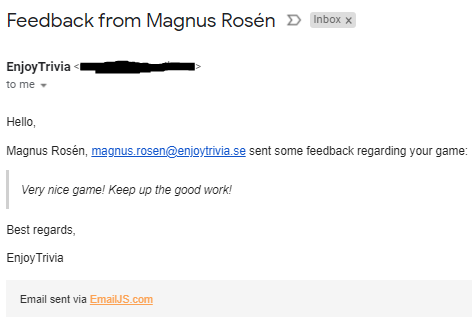 Feedback from Magnus Rosén Inbox x
EnjoyTrivia < >
to me
Hello,
Magnus Rosén, magnus.rosen@enjoytrivia.se sent some feedback regarding your game:
Very nice game! Keep up the good work!
Best regards,
EnjoyTrivia
Email sent via EmailJS.com